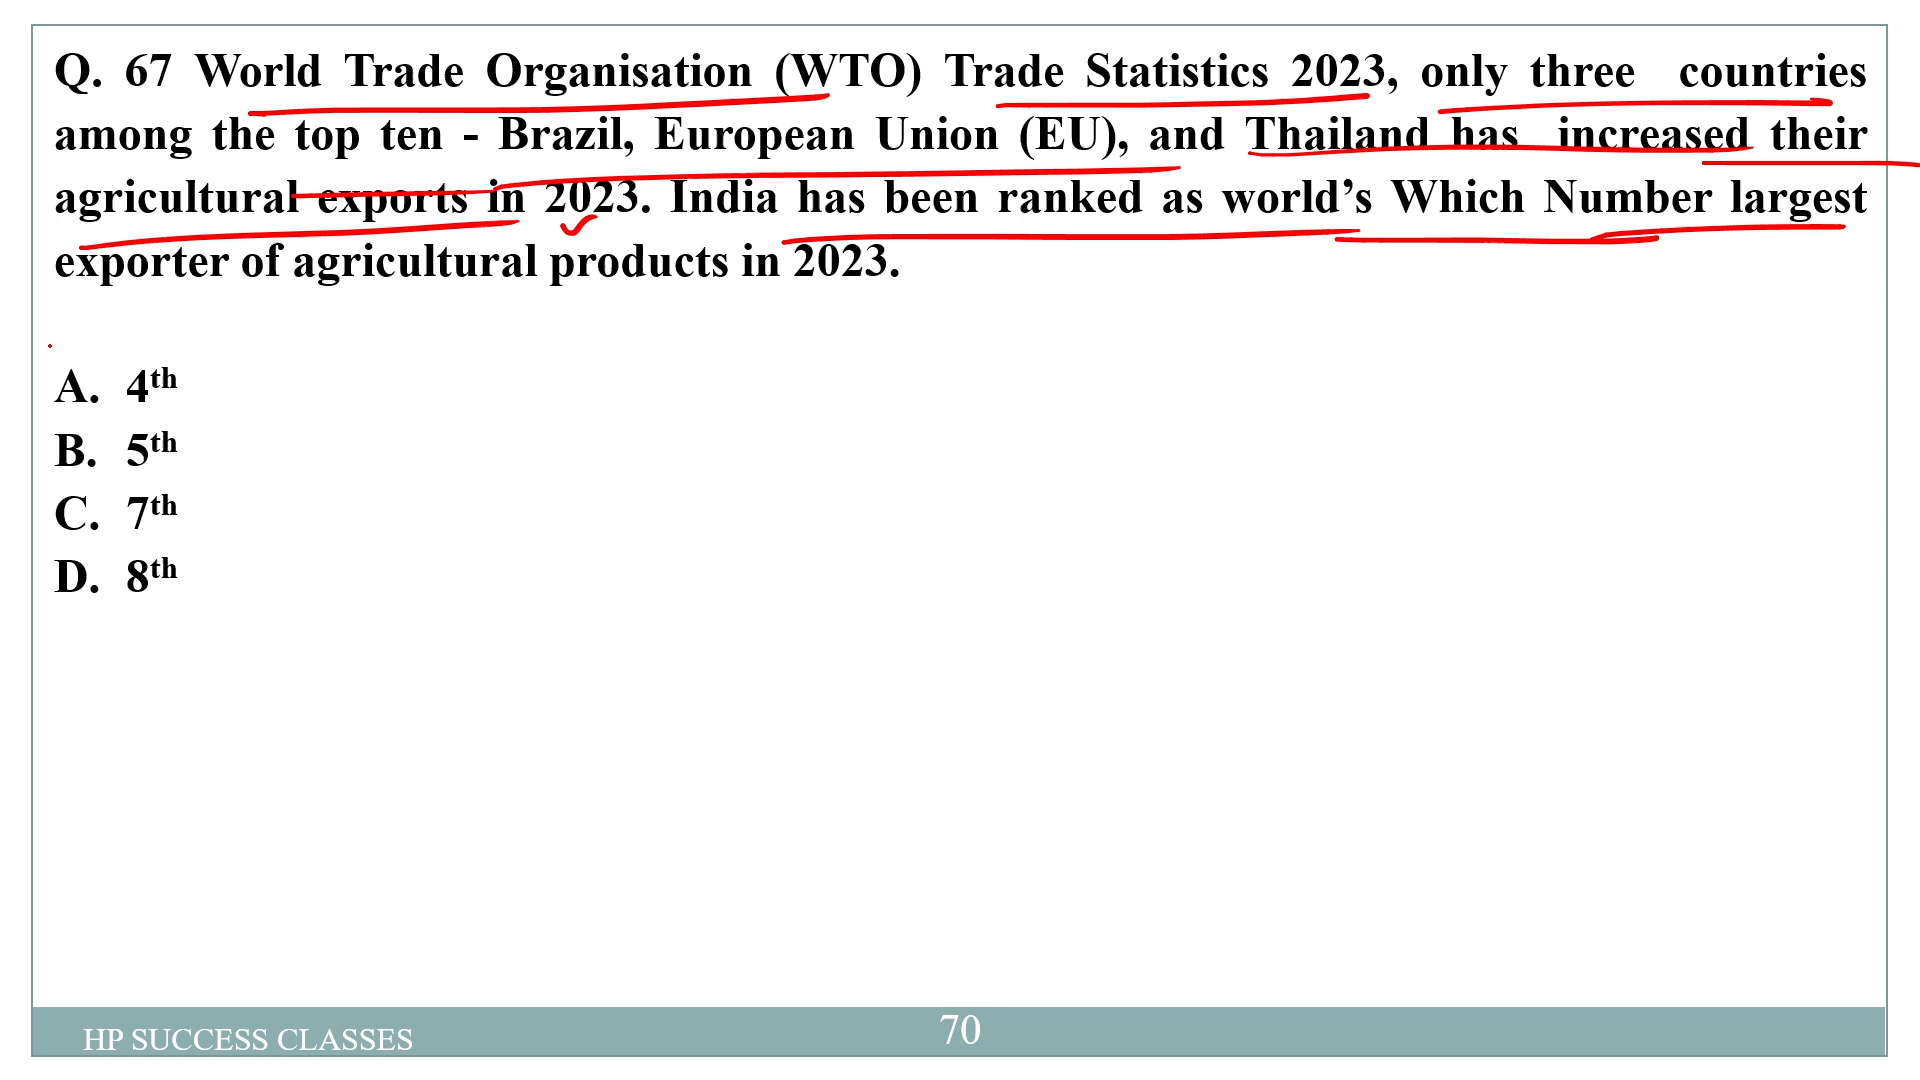 Q. 67 World Trade Organisation (WTO) Trade Statistics 2023, only three countries
among the top ten - Brazil, European Union (EU), and Thailand has increased their
agricultural exports in 2023. India has been ranked as world’s Which Number largest
exporter of agricultural products in 2023.
A. 4th
B. 5th
C. 7th
D. 8th
HP SUCCESS CLASSES
70